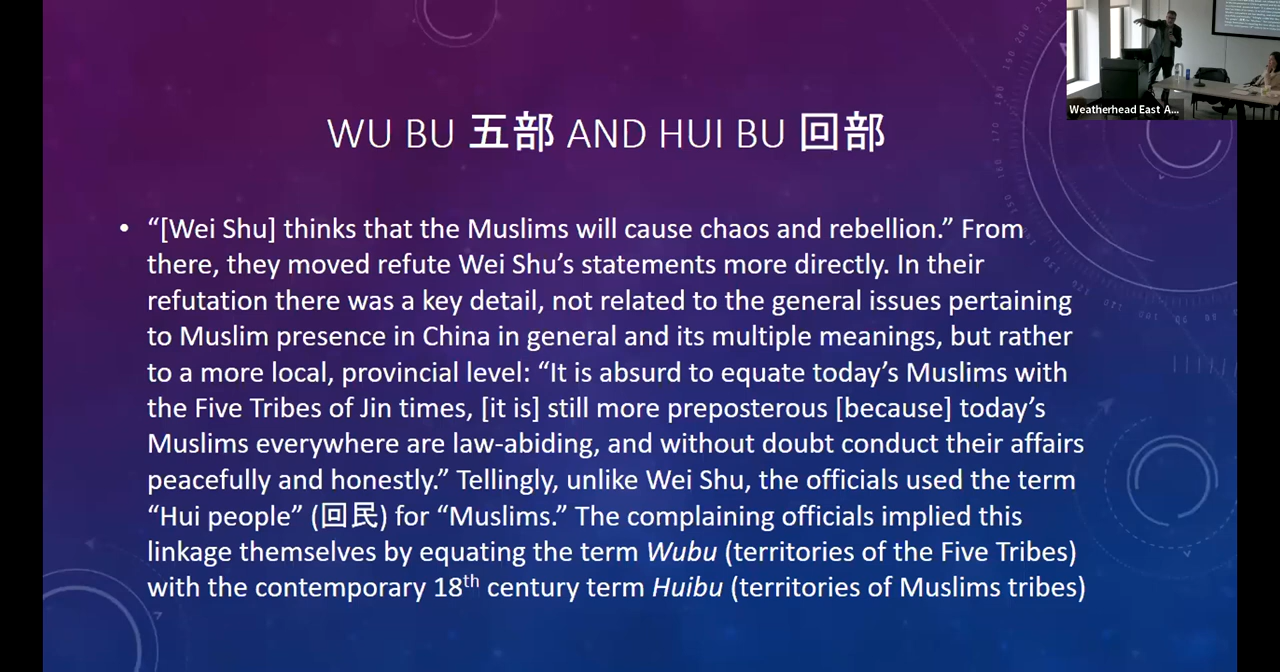 WU BU 五部 AND HUI BU 回部
Weatherhead East A...
• “[Wei Shu] thinks that the Muslims will cause chaos and rebellion.” From
there, they moved refute Wei Shu’s statements more directly. In their
refutation there was a key detail, not related to the general issues pertaining
to Muslim presence in China in general and its multiple meanings, but rather
to a more local, provincial level: “It is absurd to equate today’s Muslims with
the Five Tribes of Jin times, [it is] still more preposterous [because] today’s
Muslims everywhere are law-abiding, and without doubt conduct their affairs
peacefully and honestly.” Tellingly, unlike Wei Shu, the officials used the term
“Hui people” (回民) for “Muslims.” The complaining officials implied this
linkage themselves by equating the term Wubu (territories of the Five Tribes)
with the contemporary 18th century term Huibu (territories of Muslims tribes)